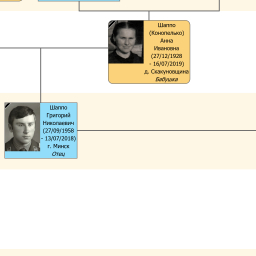 Шаппо
(Конопелько)
Анна
Ивановна
(27/12/1928
- 16/07/2019)
д. Скакуновщина
Бабушка
Шаппо
Григорий
Николаевич
(27/09/1958
- 13/07/2018)
г. Минск
Отец